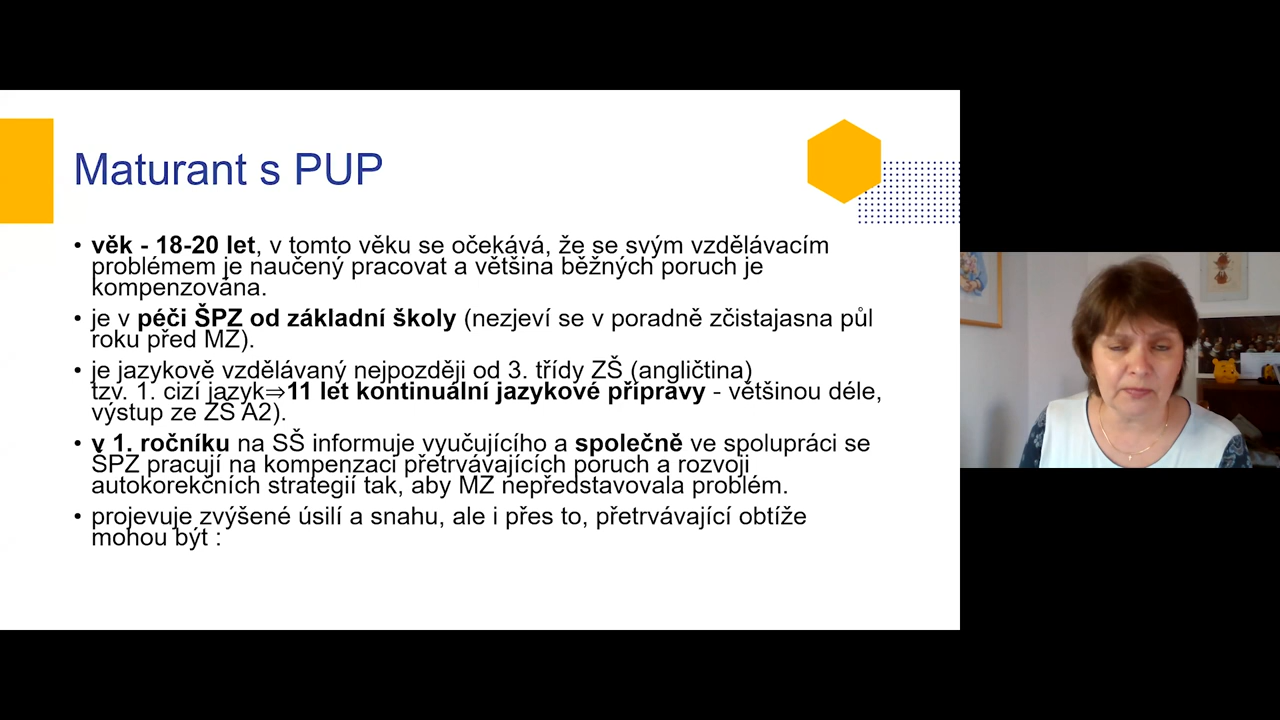 Maturant s PUP
• věk - 18-20 let, v tomto věku se očekává, že se svým vzdělávacím
problémem je naučený pracovat a většina běžných poruch je
kompenzována.
• je v péči ŠPZ od základní školy (nezjeví se v poradně zčistajasna půl
roku před MZ).
• je jazykově vzdělávaný nejpozději od 3. třídy ZŠ (angličtina)
tzv. 1. cizí jazyk⇒11 let kontinuální jazykové přípravy - většinou déle,
výstup ze ZŠ A2).
• v 1. ročníku na SŠ informuje vyučujícího a společně ve spolupráci se
ŠPZ pracují na kompenzaci přetrvávajících poruch a rozvoji
autokorekčních strategií tak, aby MZ nepředstavovala problém.
• projevuje zvýšené úsilí a snahu, ale i přes to, přetrvávající obtíže
mohou být :